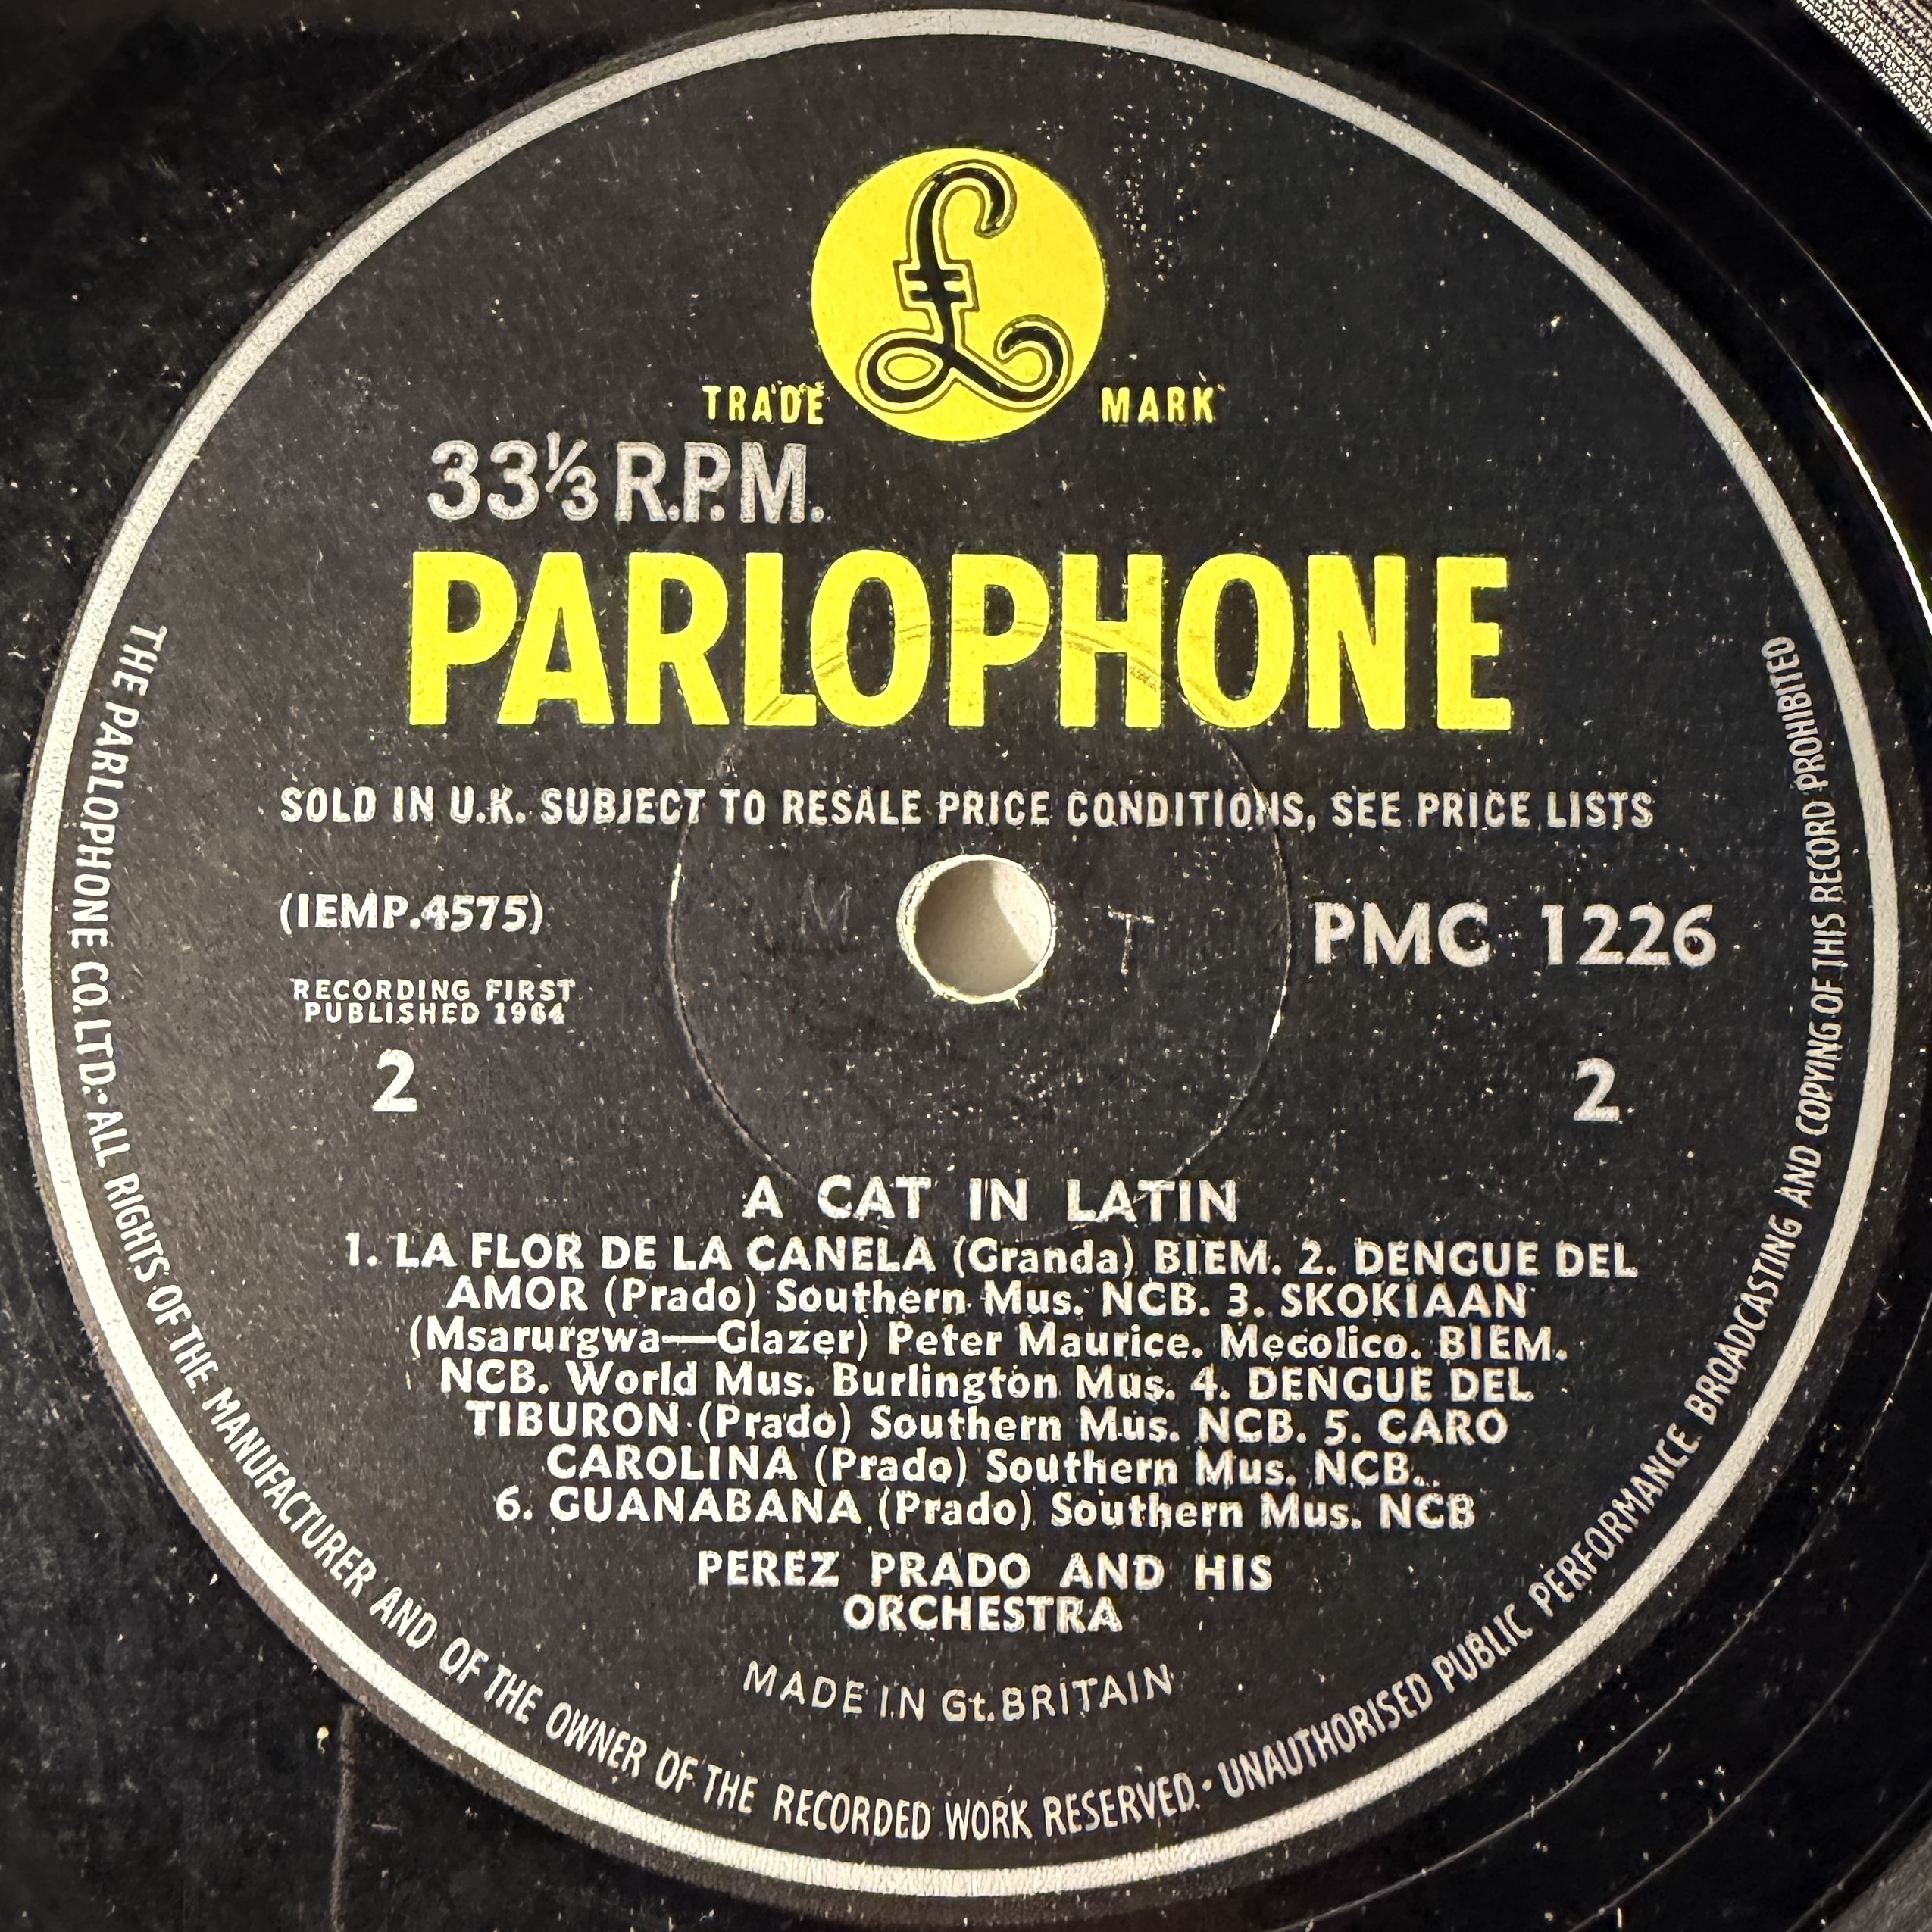 £
TRADE MARK
33⅓ R.P.M.
PARLOPHONE
SOLD IN U.K. SUBJECT TO RESALE PRICE CONDITIONS, SEE PRICE LISTS
(IEMP.4575)
PMC 1226
RECORDING FIRST
PUBLISHED 1964
2
2
M T
A CAT IN LATIN
1. LA FLOR DE LA CANELA (Granda) BIEM. 2. DENGUE DEL
AMOR (Prado) Southern Mus. NCB. 3. SKOKIAAN
(Msarurgwa—Glazer) Peter Maurice. Mecolico. BIEM.
NCB. World Mus. Burlington Mus. 4. DENGUE DEL
TIBURON (Prado) Southern Mus. NCB. 5. CARO
CAROLINA (Prado) Southern Mus. NCB.
6. GUANABANA (Prado) Southern Mus. NCB
PEREZ PRADO AND HIS
ORCHESTRA
MADE IN Gt. BRITAIN
THE PARLOPHONE CO. LTD. · ALL RIGHTS OF THE MANUFACTURER AND OF THE OWNER OF THE RECORDED WORK RESERVED · UNAUTHORISED PUBLIC PERFORMANCE BROADCASTING AND COPYING OF THIS RECORD PROHIBITED